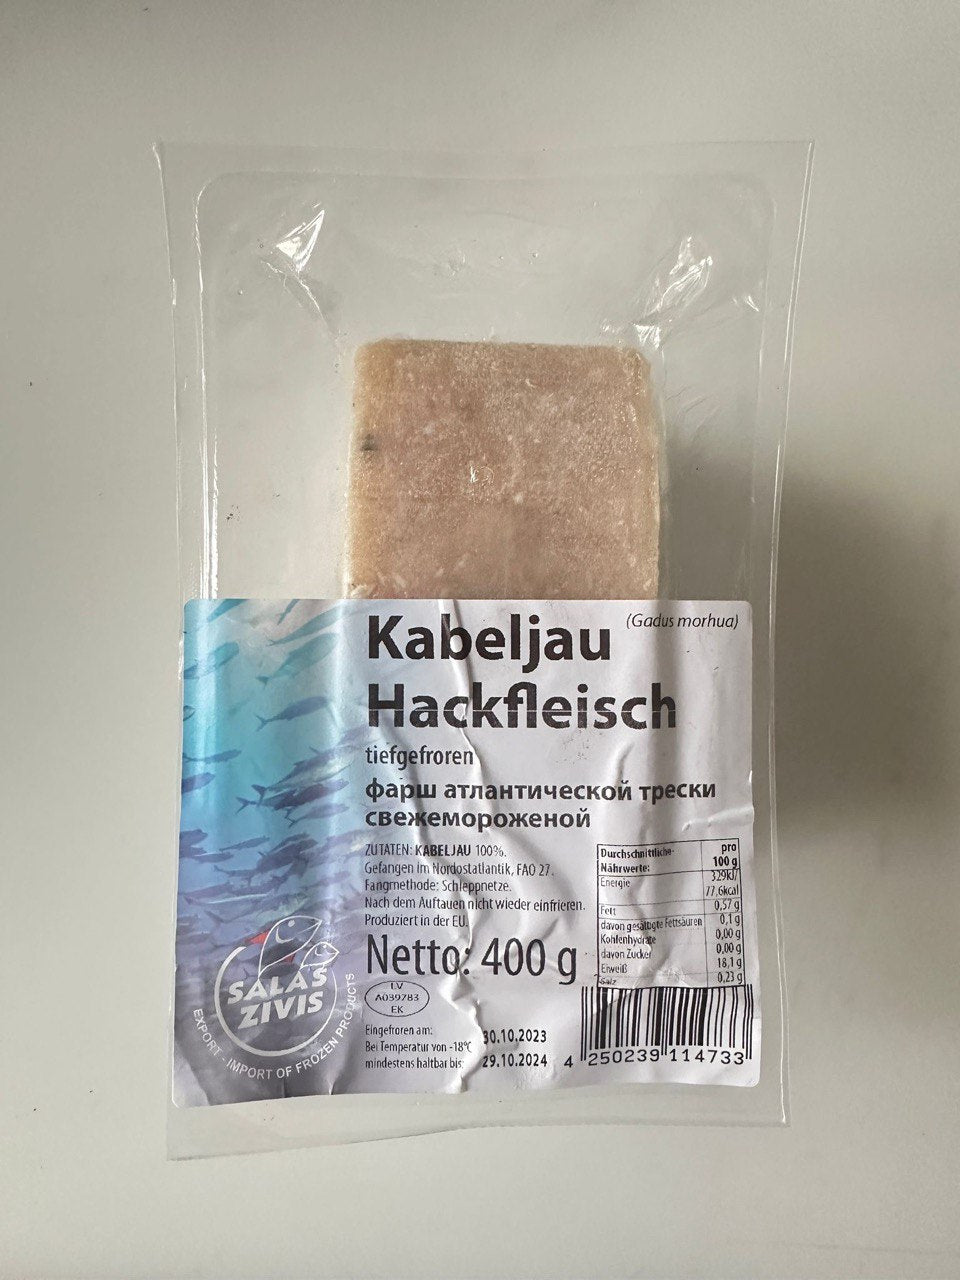 Kabeljau
(Gadus morhua)
Hackfleisch
tiefgefroren
фарш атлантической трески
свежемороженой
ZUTATEN: KABELJAU 100%.
Gefangen im Nordostatlantik, FAO 27.
Fangmethode: Schleppnetze.
Nach dem Auftauen nicht wieder einfrieren.
Produziert in der EU.
Netto: 400 g
LV
A039783
EK
Eingefroren am: 30.10.2023
Bei Temperatur von -18°C
mindestens haltbar bis: 29.10.2024
Durchschnittliche- pro
Nährwerte: 100 g
Energie 329kJ/
77,6kcal
Fett 0,57 g
davon gesättigte Fettsäuren 0,1 g
Kohlenhydrate 0,00 g
davon Zucker 0,00 g
Eiweiß 18,1 g
Salz 0,23 g
4 250239 114733
SALAS
ZIVIS
EXPORT - IMPORT OF FROZEN PRODUCTS